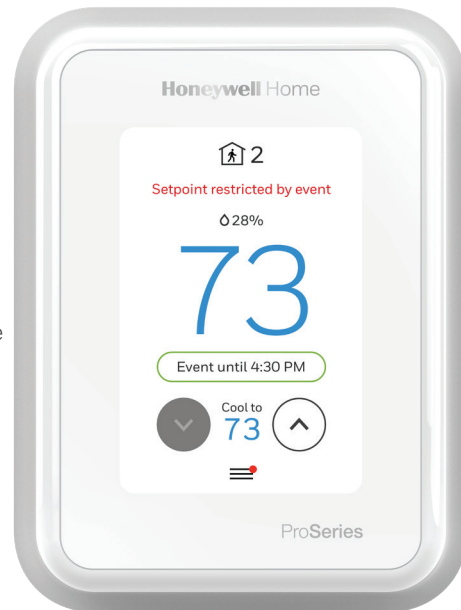 Honeywell Home
2
Setpoint restricted by event
28%
73
e
Event until 4:30 PM
Cool to
73
ProSeries